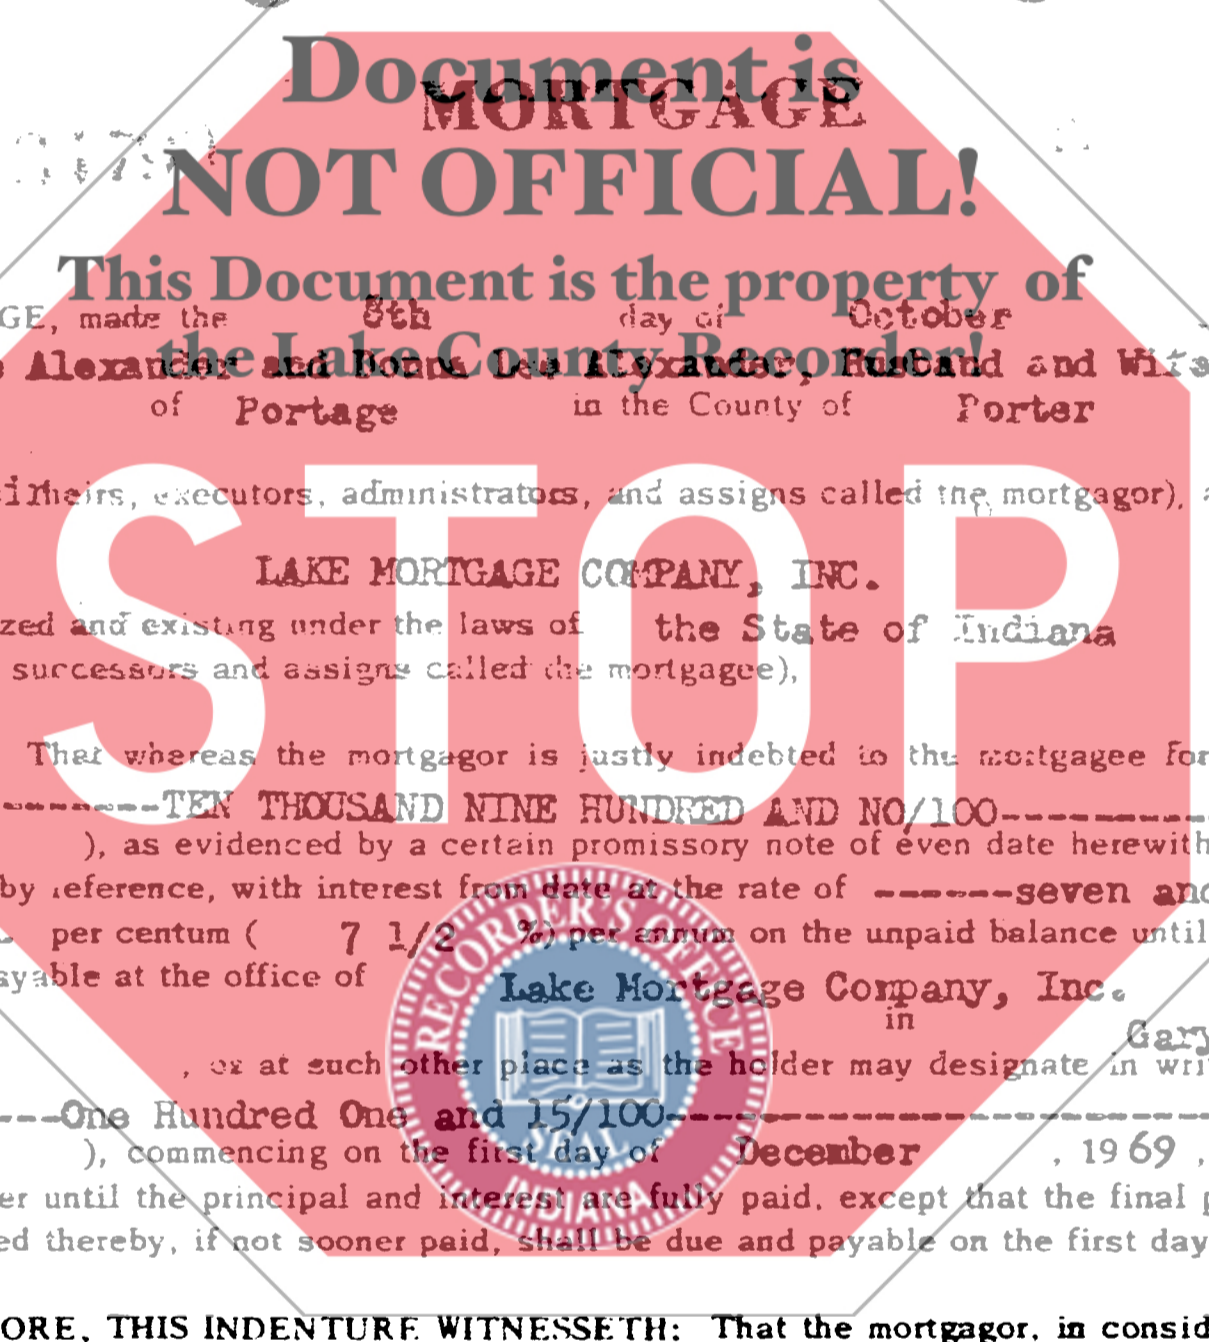 Document is
MORTGAGE
NOT OFFICIAL!
This Document is the property of
the Lake County Recorder!
GE, made the 8th day of October
Alexander and Donna Lee Alexander, Husband and Wife
of Portage in the County of Porter
heirs, executors, administrators, and assigns called the mortgagor),
STOP
LAKE MORTGAGE COMPANY, INC.
zed and existing under the laws of the State of Indiana
successors and assigns called the mortgagee),
That whereas the mortgagor is justly indebted to the mortgagee for
--------TEN THOUSAND NINE HUNDRED AND NO/100----------
), as evidenced by a certain promissory note of even date herewith
by reference, with interest from date at the rate of ------seven and
per centum ( 7 1/2 %) per annum on the unpaid balance until
ayable at the office of Lake Mortgage Company, Inc.
in Gary
, or at such other place as the holder may designate in wri
---One Hundred One and 15/100------------------------
), commencing on the first day of December , 1969 ,
er until the principal and interest are fully paid, except that the final p
ed thereby, if not sooner paid, shall be due and payable on the first day
RECORDER'S OFFICE
SEAL
INDIANA
ORE, THIS INDENTURE WITNESSETH: That the mortgagor, in consid